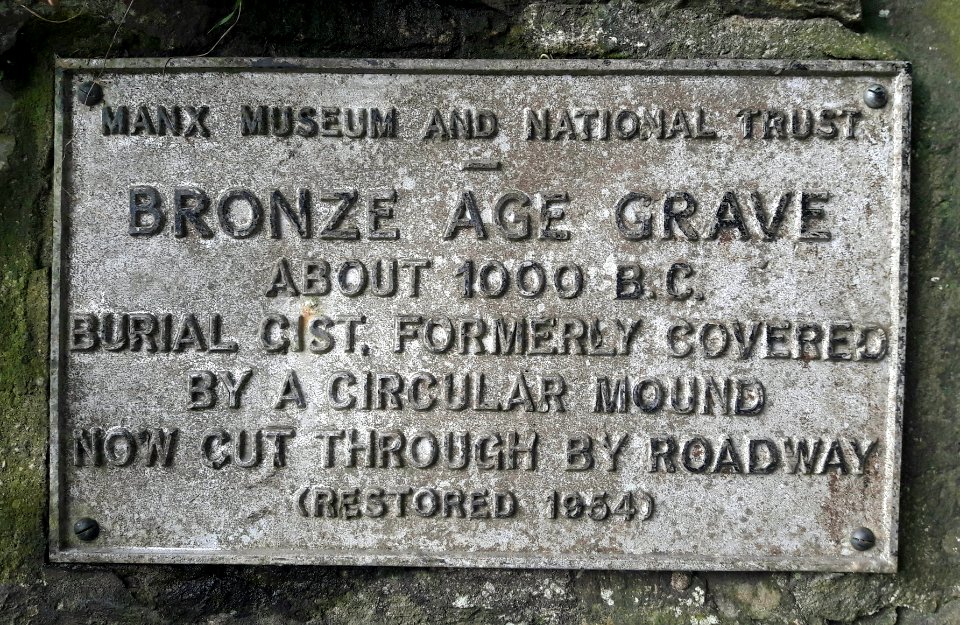 MANX MUSEUM AND NATIONAL TRUST
—
BRONZE AGE GRAVE
ABOUT 1000 B.C.
BURIAL CIST. FORMERLY COVERED
BY A CIRCULAR MOUND
NOW CUT THROUGH BY ROADWAY
(RESTORED 1954)